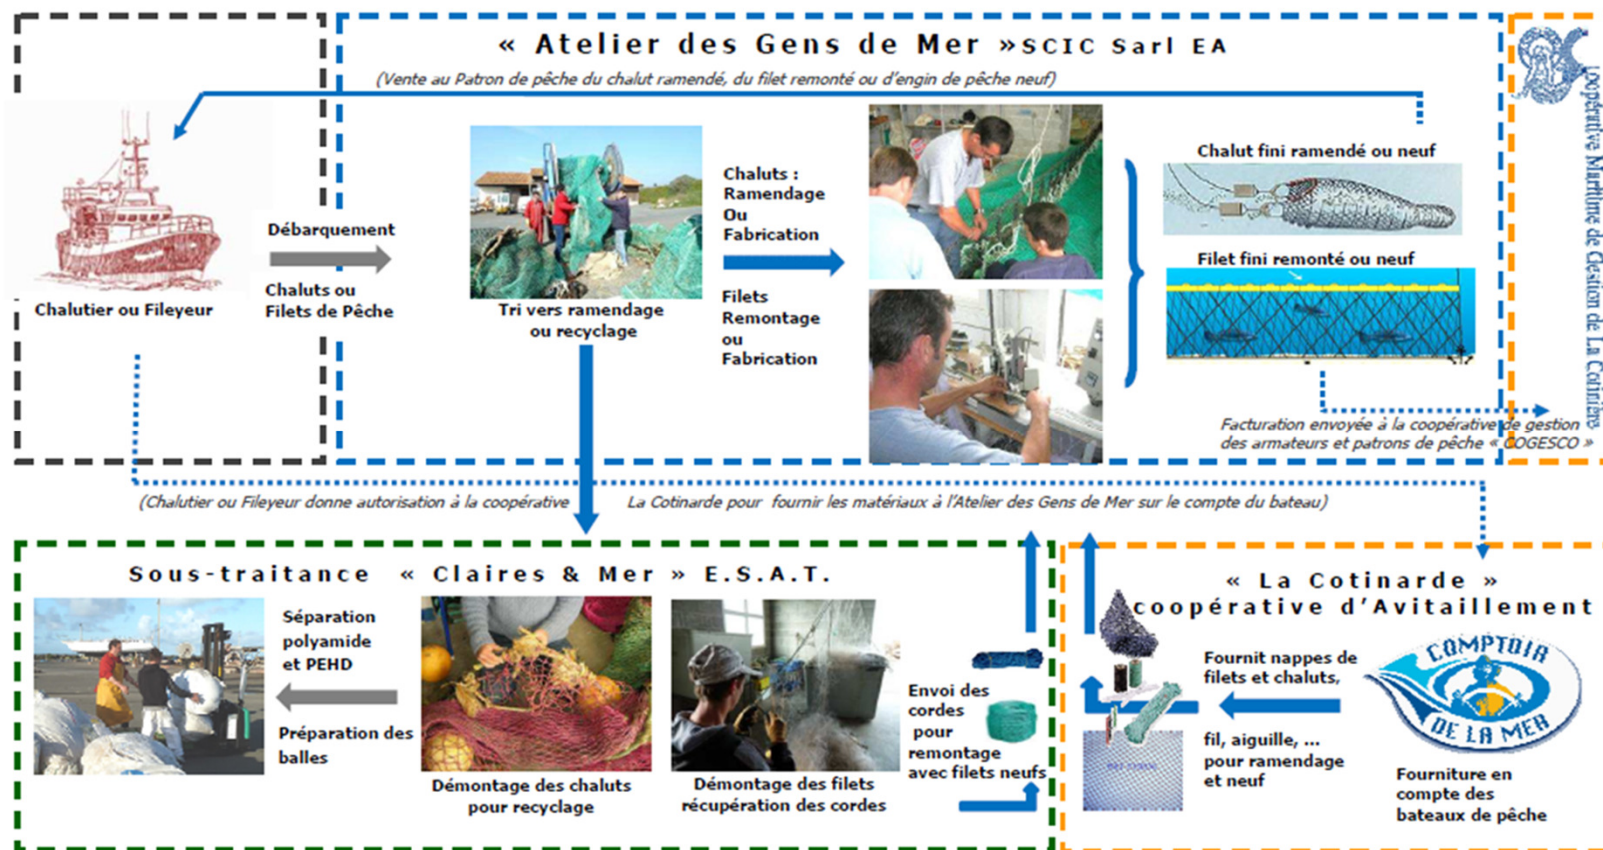 « Atelier des Gens de Mer » SCIC Sarl EA
(Vente au Patron de pêche du chalut ramendé, du filet remonté ou d'engin de pêche neuf)
Chalutier ou Fileyeur
Débarquement
Chaluts ou
Filets de Pêche
Tri vers ramendage
ou recyclage
Chaluts :
Ramendage
Ou
Fabrication
Filets
Remontage
ou
Fabrication
Chalut fini ramendé ou neuf
Filet fini remonté ou neuf
Facturation envoyée à la coopérative de gestion
des armateurs et patrons de pêche « COGESCO »
Coopérative Maritime de Gestion de La Cotinière
(Chalutier ou Fileyeur donne autorisation à la coopérative La Cotinarde pour fournir les matériaux à l'Atelier des Gens de Mer sur le compte du bateau)
Sous-traitance « Claires & Mer » E.S.A.T.
Séparation
polyamide
et PEHD
Préparation des
balles
Démontage des chaluts
pour recyclage
Démontage des filets
récupération des cordes
Envoi des
cordes
pour
remontage
avec filets neufs
« La Cotinarde »
coopérative d'Avitaillement
Fournit nappes de
filets et chaluts,
fil, aiguille, ...
pour ramendage
et neuf
COMPTOIR
DE LA MER
Fourniture en
compte des
bateaux de pêche